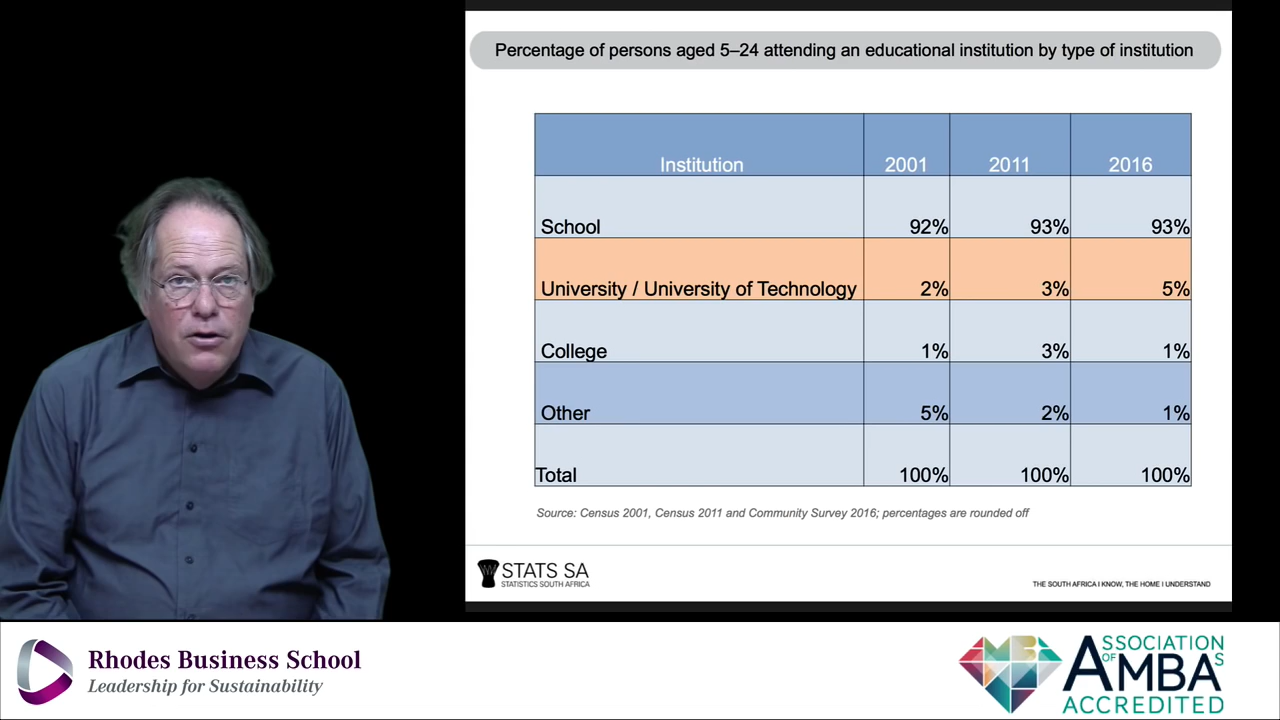 Percentage of persons aged 5–24 attending an educational institution by type of institution
Institution 2001 2011 2016
School 92% 93% 93%
University / University of Technology 2% 3% 5%
College 1% 3% 1%
Other 5% 2% 1%
Total 100% 100% 100%
Source: Census 2001, Census 2011 and Community Survey 2016; percentages are rounded off
STATS SA
STATISTICS SOUTH AFRICA
THE SOUTH AFRICA I KNOW, THE HOME I UNDERSTAND
Rhodes Business School
Leadership for Sustainability
ASSOCIATION
OF
AMBAS
ACCREDITED